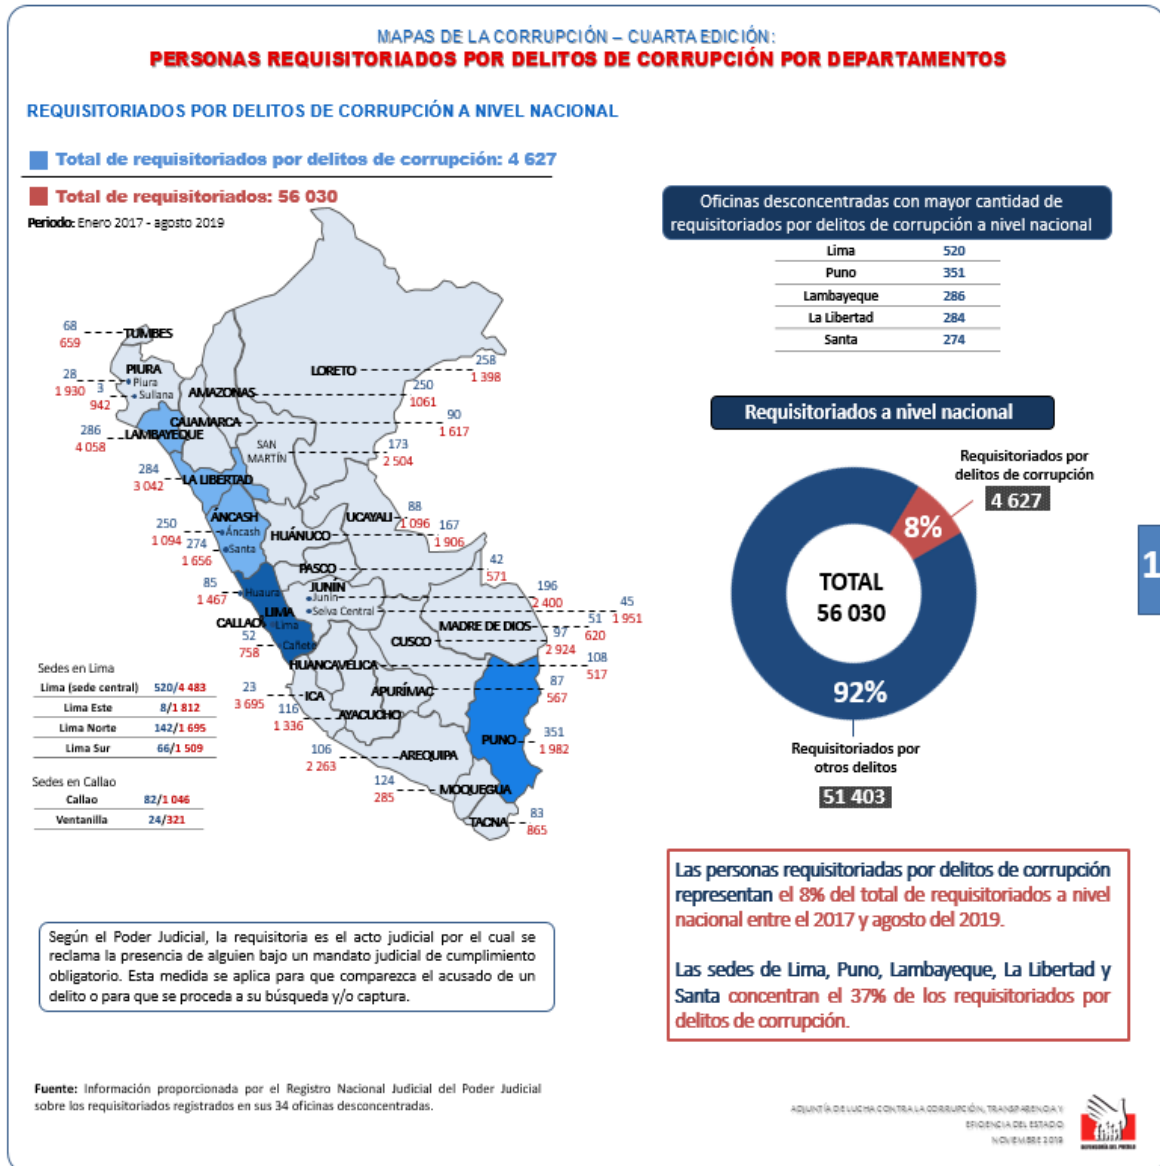 MAPAS DE LA CORRUPCIÓN – CUARTA EDICIÓN:
PERSONAS REQUISITORIADOS POR DELITOS DE CORRUPCIÓN POR DEPARTAMENTOS
REQUISITORIADOS POR DELITOS DE CORRUPCIÓN A NIVEL NACIONAL
Total de requisitoriados por delitos de corrupción: 4 627
Total de requisitoriados: 56 030
Periodo: Enero 2017 - agosto 2019
68
659
TUMBES
28
1 930
PIURA
Piura
3
942
Sullana
LORETO
258
1 398
AMAZONAS
250
1061
CAJAMARCA
90
1 617
286
4 058
LAMBAYEQUE
SAN
MARTÍN
173
2 504
284
3 042
LA LIBERTAD
ÁNCASH
250
1 094
Áncash
274
1 656
Santa
UCAYALI
88
1 096
HUÁNUCO
167
1 906
PASCO
42
571
85
1 467
Huaura
JUNÍN
Junín
196
2 400
Selva Central
45
1 951
LIMA
Lima
CALLAO
52
758
Cañete
MADRE DE DIOS
51
620
CUSCO
97
2 924
HUANCAVELICA
108
517
23
3 695
ICA
APURÍMAC
87
567
116
1 336
AYACUCHO
PUNO
351
1 982
106
2 263
AREQUIPA
124
285
MOQUEGUA
TACNA
83
865
Sedes en Lima
Lima (sede central) 520/4 483
Lima Este 8/1 812
Lima Norte 142/1 695
Lima Sur 66/1 509
Sedes en Callao
Callao 82/1 046
Ventanilla 24/321
Según el Poder Judicial, la requisitoria es el acto judicial por el cual se
reclama la presencia de alguien bajo un mandato judicial de cumplimiento
obligatorio. Esta medida se aplica para que comparezca el acusado de un
delito o para que se proceda a su búsqueda y/o captura.
Fuente: Información proporcionada por el Registro Nacional Judicial del Poder Judicial
sobre los requisitoriados registrados en sus 34 oficinas desconcentradas.
Oficinas desconcentradas con mayor cantidad de
requisitoriados por delitos de corrupción a nivel nacional
Lima 520
Puno 351
Lambayeque 286
La Libertad 284
Santa 274
Requisitoriados a nivel nacional
Requisitoriados por
delitos de corrupción
4 627
8%
TOTAL
56 030
92%
Requisitoriados por
otros delitos
51 403
1
Las personas requisitoriadas por delitos de corrupción
representan el 8% del total de requisitoriados a nivel
nacional entre el 2017 y agosto del 2019.
Las sedes de Lima, Puno, Lambayeque, La Libertad y
Santa concentran el 37% de los requisitoriados por
delitos de corrupción.
ADJUNTÍA DE LUCHA CONTRA LA CORRUPCIÓN, TRANSPARENCIA Y
EFICIENCIA DEL ESTADO
NOVIEMBRE 2019
DEFENSORÍA DEL PUEBLO